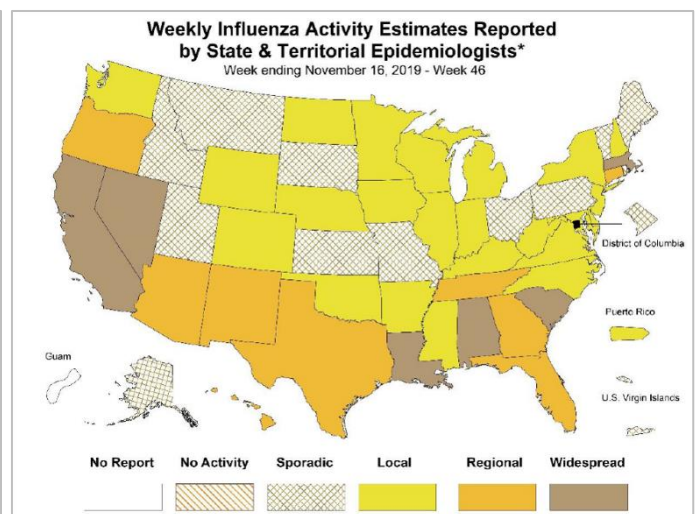 Weekly Influenza Activity Estimates Reported
by State & Territorial Epidemiologists*
Week ending November 16, 2019 - Week 46
District of Columbia
Puerto Rico
Guam
U.S. Virgin Islands
No Report No Activity Sporadic Local Regional Widespread